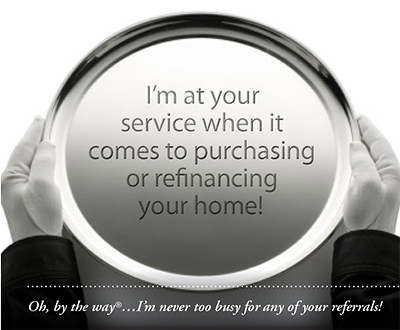 I'm at your
service when it
comes to purchasing
or refinancing
your home!
Oh, by the way®…I'm never too busy for any of your referrals!